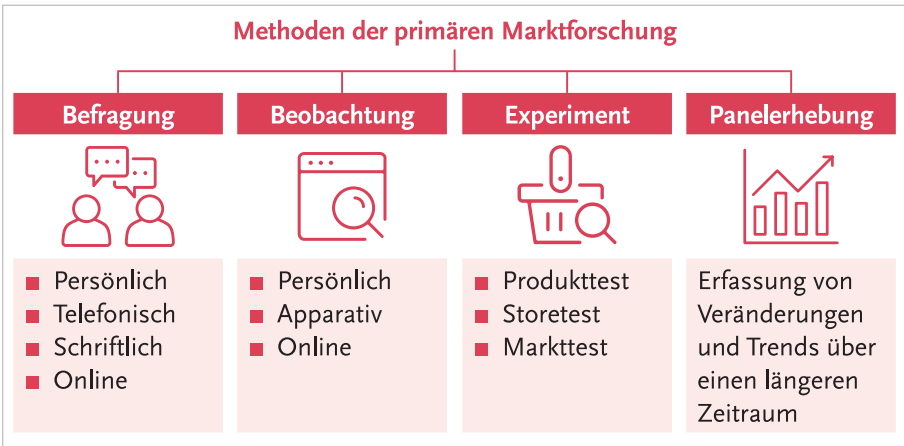 Methoden der primären Marktforschung
Befragung
Persönlich
Telefonisch
Schriftlich
Online
Beobachtung
Persönlich
Apparativ
Online
Experiment
Produkttest
Storetest
Markttest
Panelerhebung
Erfassung von
Veränderungen
und Trends über
einen längeren
Zeitraum